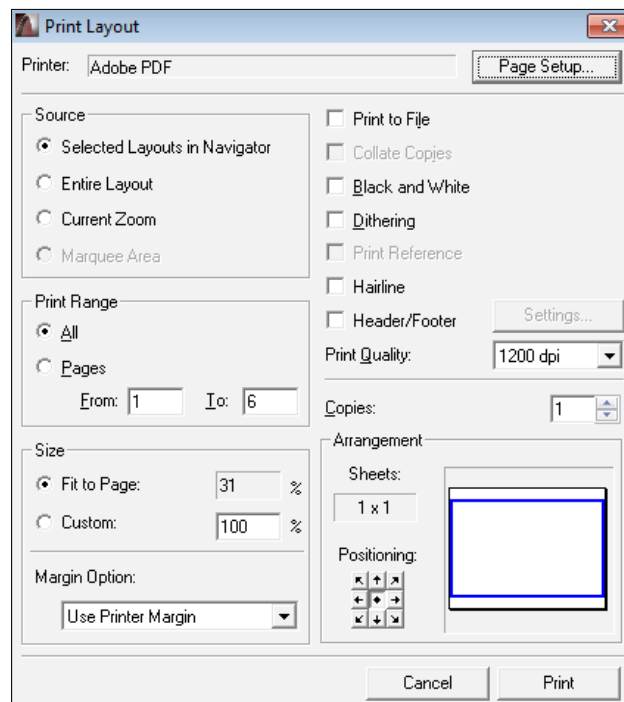 Print Layout
Printer: Adobe PDF
Page Setup...
Source
Selected Layouts in Navigator
Entire Layout
Current Zoom
Marquee Area
Print Range
All
Pages
From: 1 To: 6
Size
Fit to Page: 31 %
Custom: 100 %
Margin Option:
Use Printer Margin
Print to File
Collate Copies
Black and White
Dithering
Print Reference
Hairline
Header/Footer Settings...
Print Quality: 1200 dpi
Copies: 1
Arrangement
Sheets:
1 x 1
Positioning:
Cancel Print